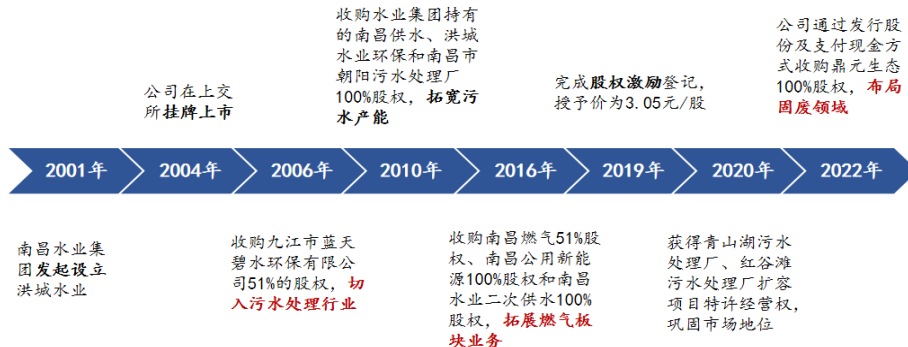 收购水业集团持有
的南昌供水、洪城
水业环保和南昌市
朝阳污水处理厂
100%股权，拓宽污
水产能
公司在上交
所挂牌上市
完成股权激励登记，
授予价为3.05元/股
公司通过发行股
份及支付现金方
式收购鼎元生态
100%股权，布局
固废领域
2001年
2004年
2006年
2010年
2016年
2019年
2020年
2022年
南昌水业集
团发起设立
洪城水业
收购九江市蓝天
碧水环保有限公
司51%的股权，切
入污水处理行业
收购南昌燃气51%股
权、南昌公用新能
源100%股权和南昌
水业二次供水100%
股权，拓展燃气板
块业务
获得青山湖污水
处理厂、红谷滩
污水处理厂扩容
项目特许经营权，
巩固市场地位